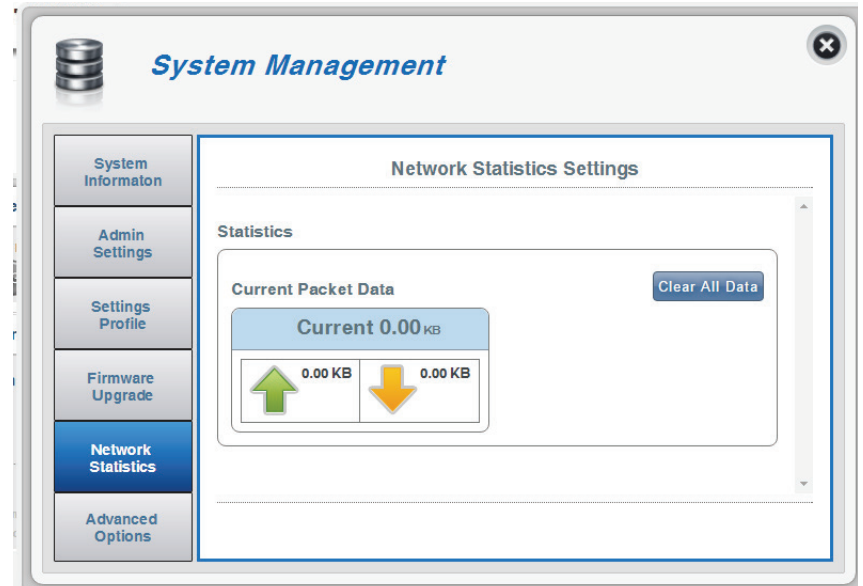 System Management
System
Informaton
Admin
Settings
Settings
Profile
Firmware
Upgrade
Network
Statistics
Advanced
Options
Network Statistics Settings
Statistics
Current Packet Data
Clear All Data
Current 0.00 KB
0.00 KB
0.00 KB